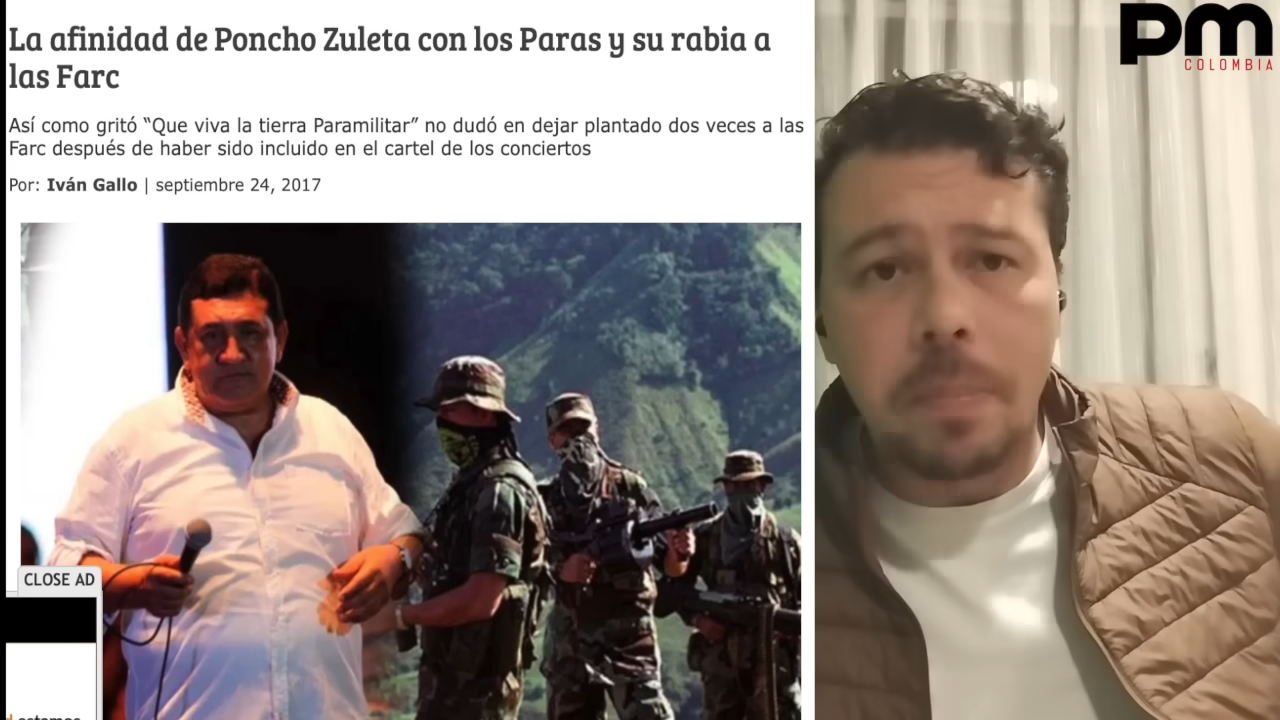 La afinidad de Poncho Zuleta con los Paras y su rabia a
las Farc
Así como gritó “Que viva la tierra Paramilitar” no dudó en dejar plantado dos veces a las
Farc después de haber sido incluido en el cartel de los conciertos
Por: Iván Gallo | septiembre 24, 2017
pm
COLOMBIA
CLOSE AD